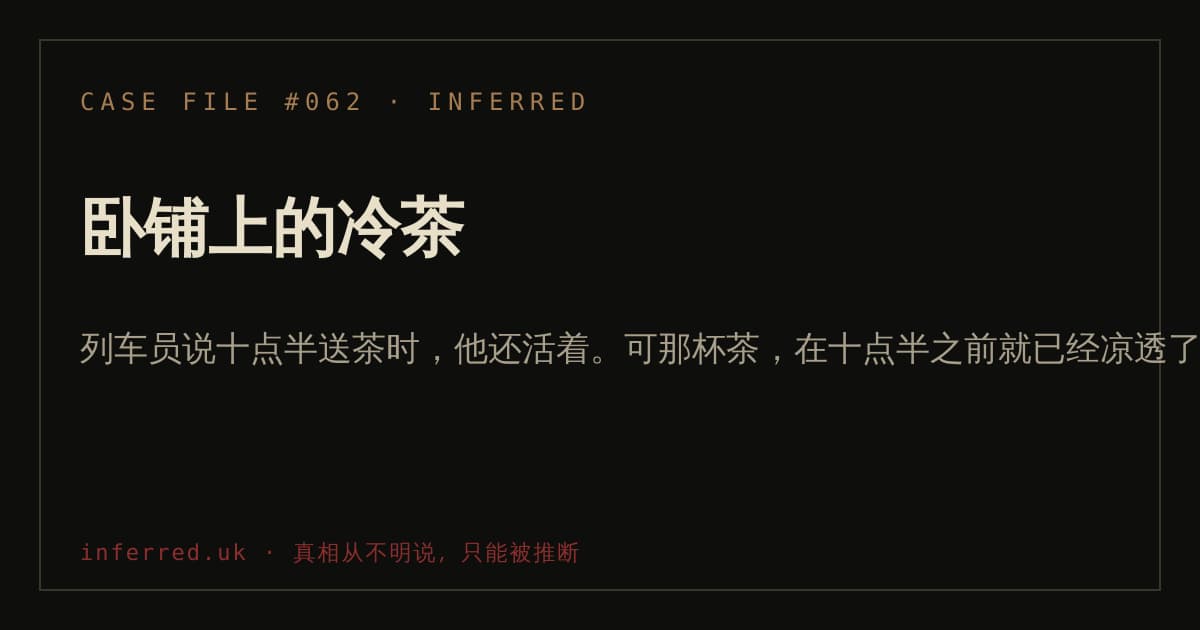 CASE FILE #062 · INFERRED
卧铺上的冷茶
列车员说十点半送茶时，他还活着。可那杯茶，在十点半之前就已经凉透了
inferred.uk · 真相从不明说，只能被推断